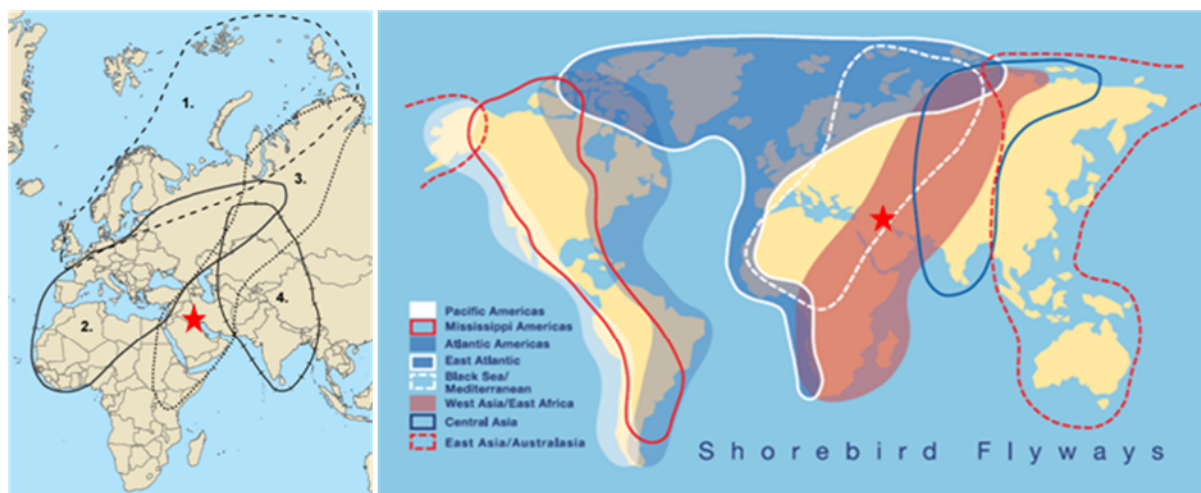 1.
3.
2.
4.
Pacific Americas
Mississippi Americas
Atlantic Americas
East Atlantic
Black Sea/
Mediterranean
West Asia/East Africa
Central Asia
East Asia/Australasia
Shorebird Flyways